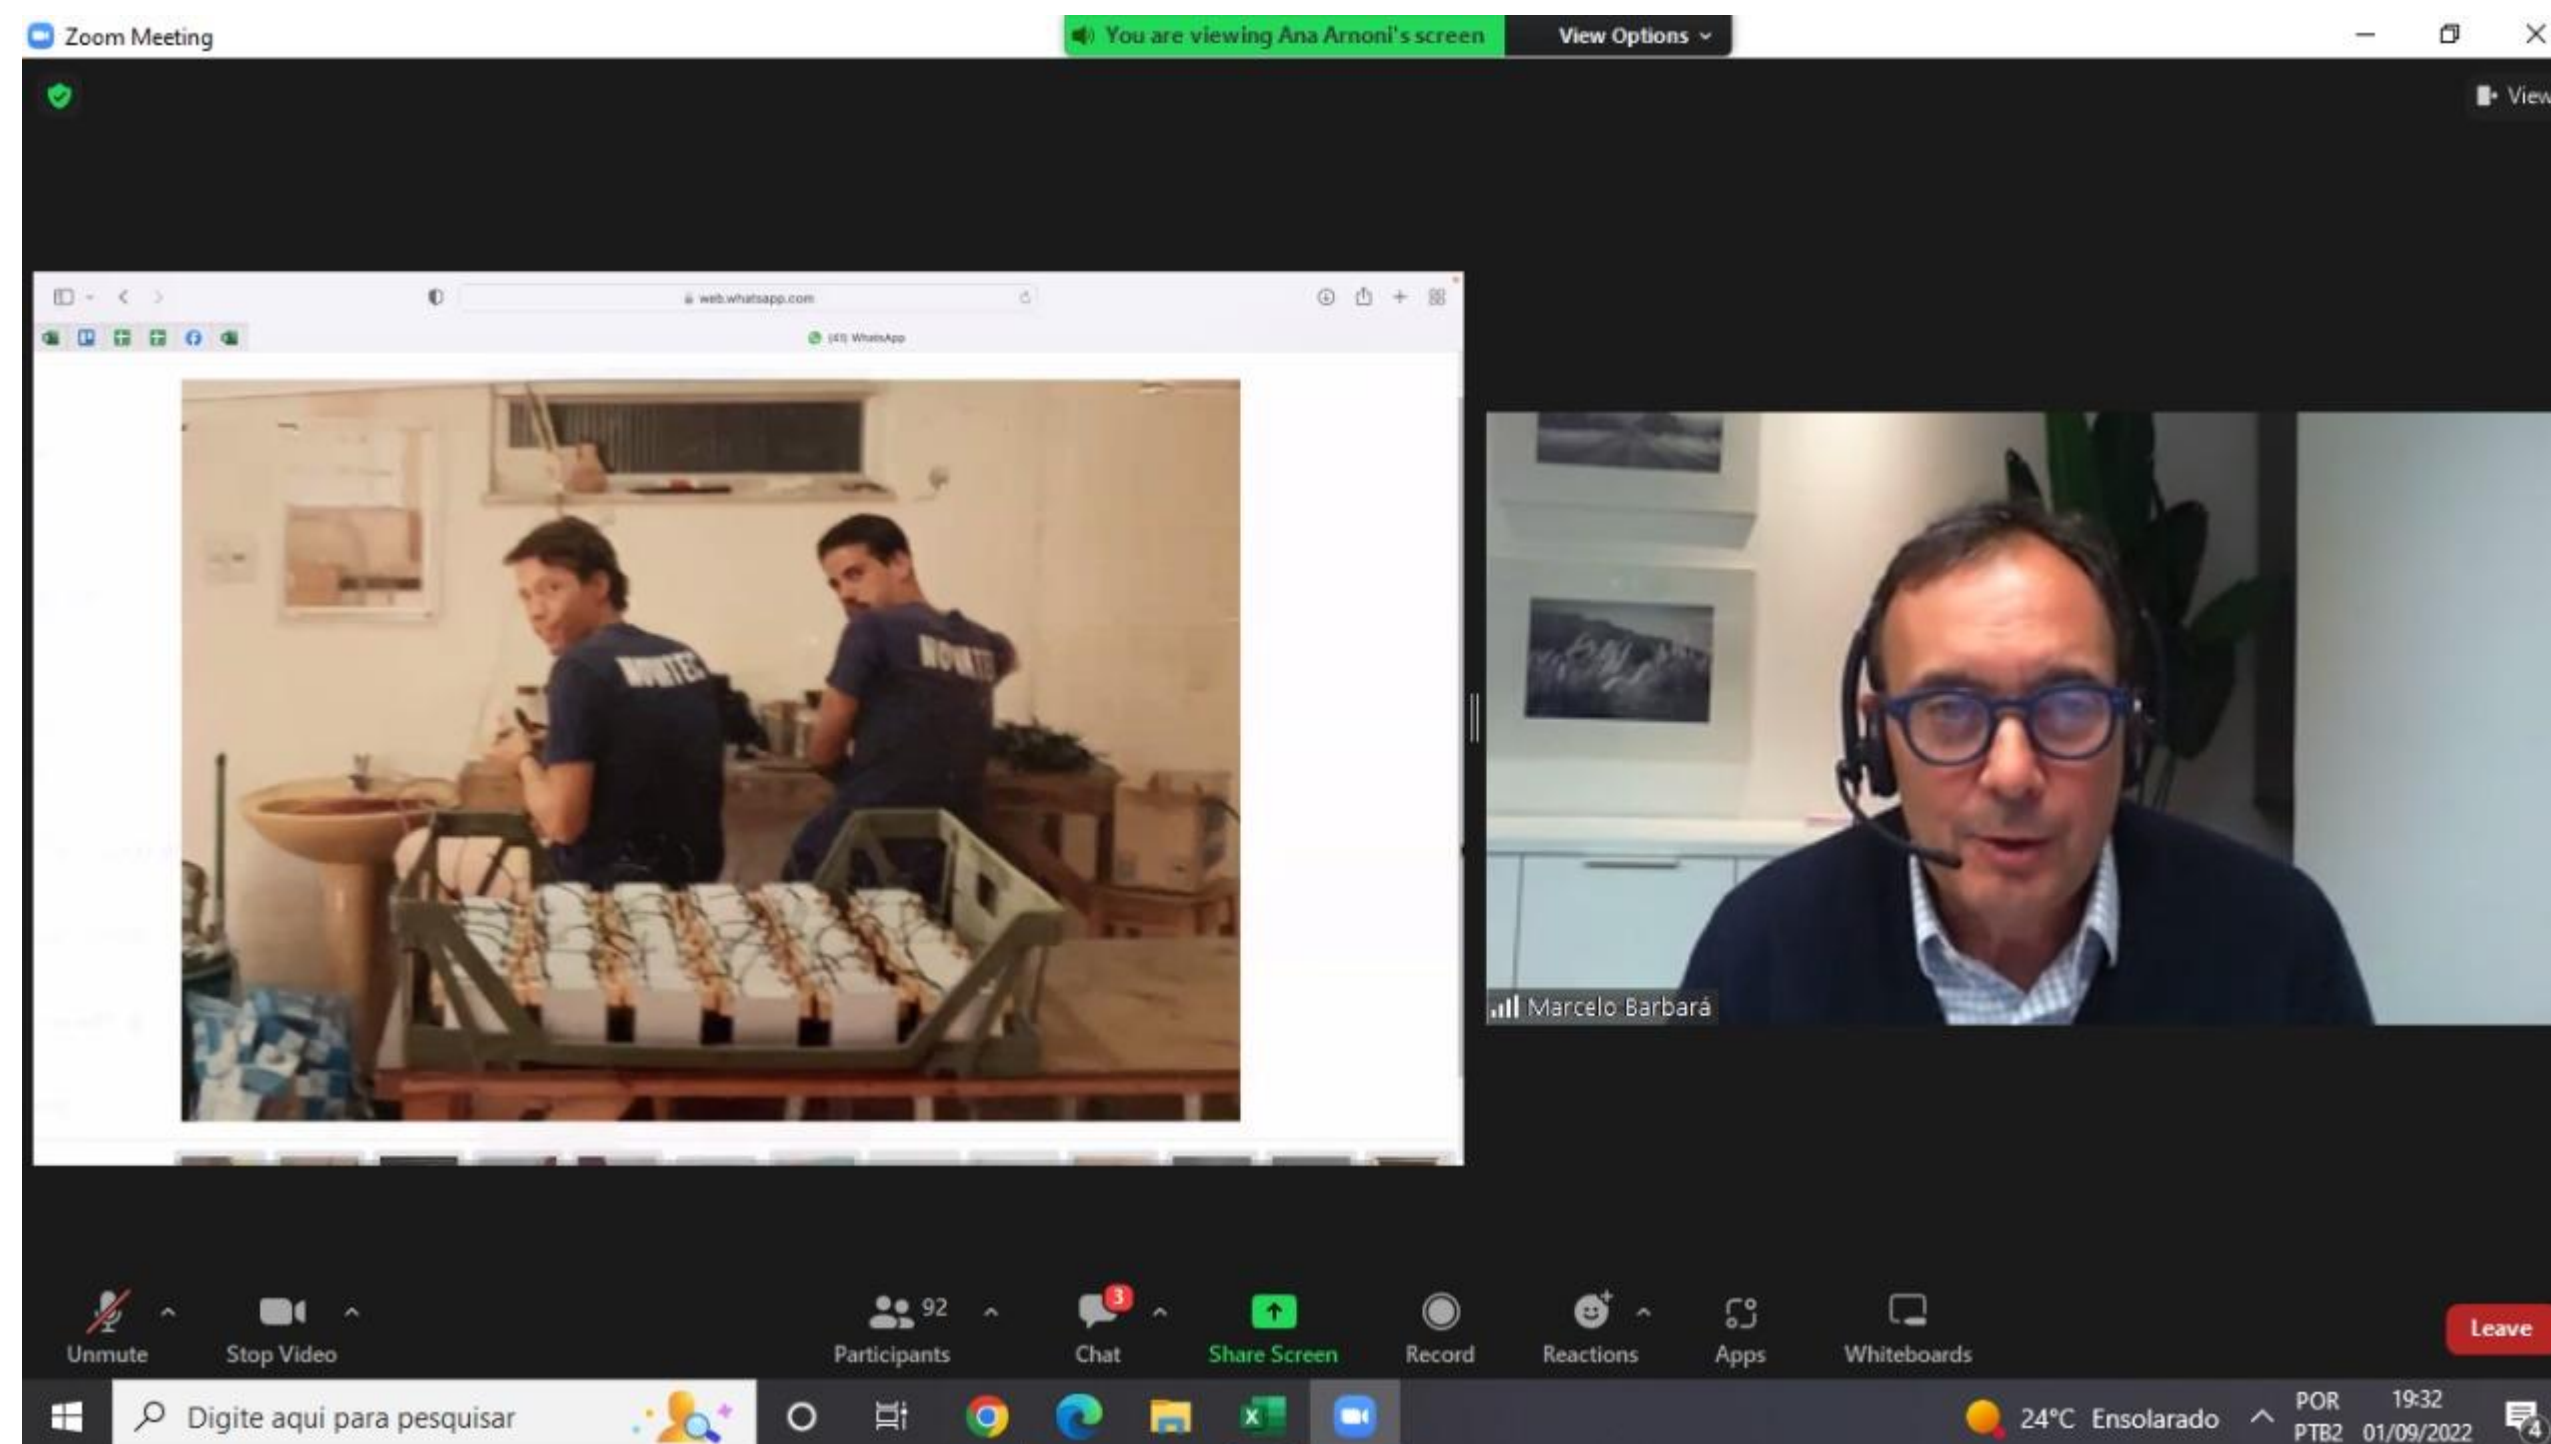 Zoom Meeting
You are viewing Ana Arnoni's screen
View Options
View
web.whatsapp.com
(41) WhatsApp
NOVATEC
NOVATEC
Marcelo Barbará
Unmute
Stop Video
92
Participants
3
Chat
Share Screen
Record
Reactions
Apps
Whiteboards
Leave
Digite aqui para pesquisar
24°C Ensolarado
POR
PTB2
19:32
01/09/2022
4